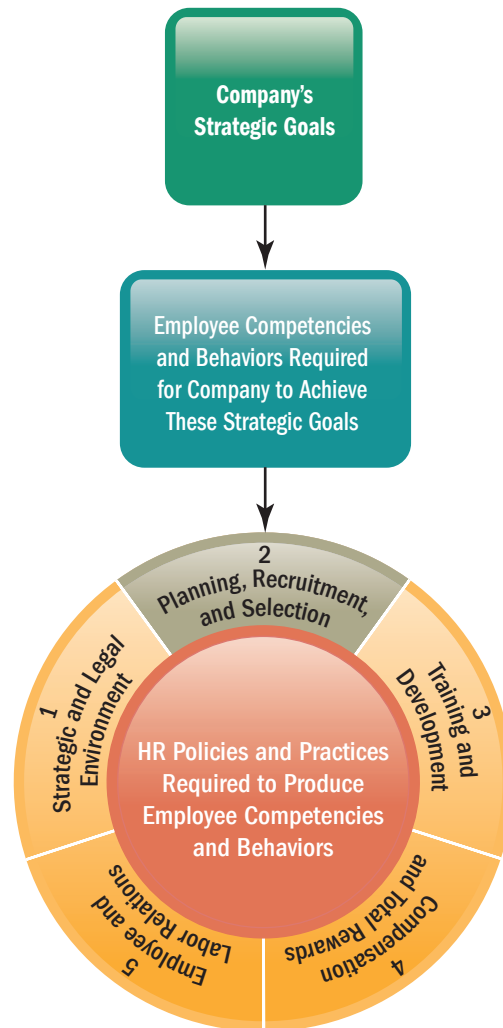 Company’s
Strategic Goals
Employee Competencies
and Behaviors Required
for Company to Achieve
These Strategic Goals
1
Strategic and Legal
Environment
2
Planning, Recruitment,
and Selection
3
Training and
Development
4
Compensation
and Total Rewards
5
Employee and
Labor Relations
HR Policies and Practices
Required to Produce
Employee Competencies
and Behaviors